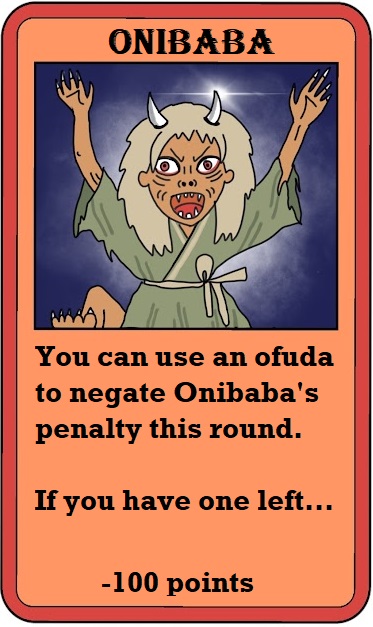 ONIBABA
You can use an ofuda
to negate Onibaba's
penalty this round.
If you have one left...
-100 points